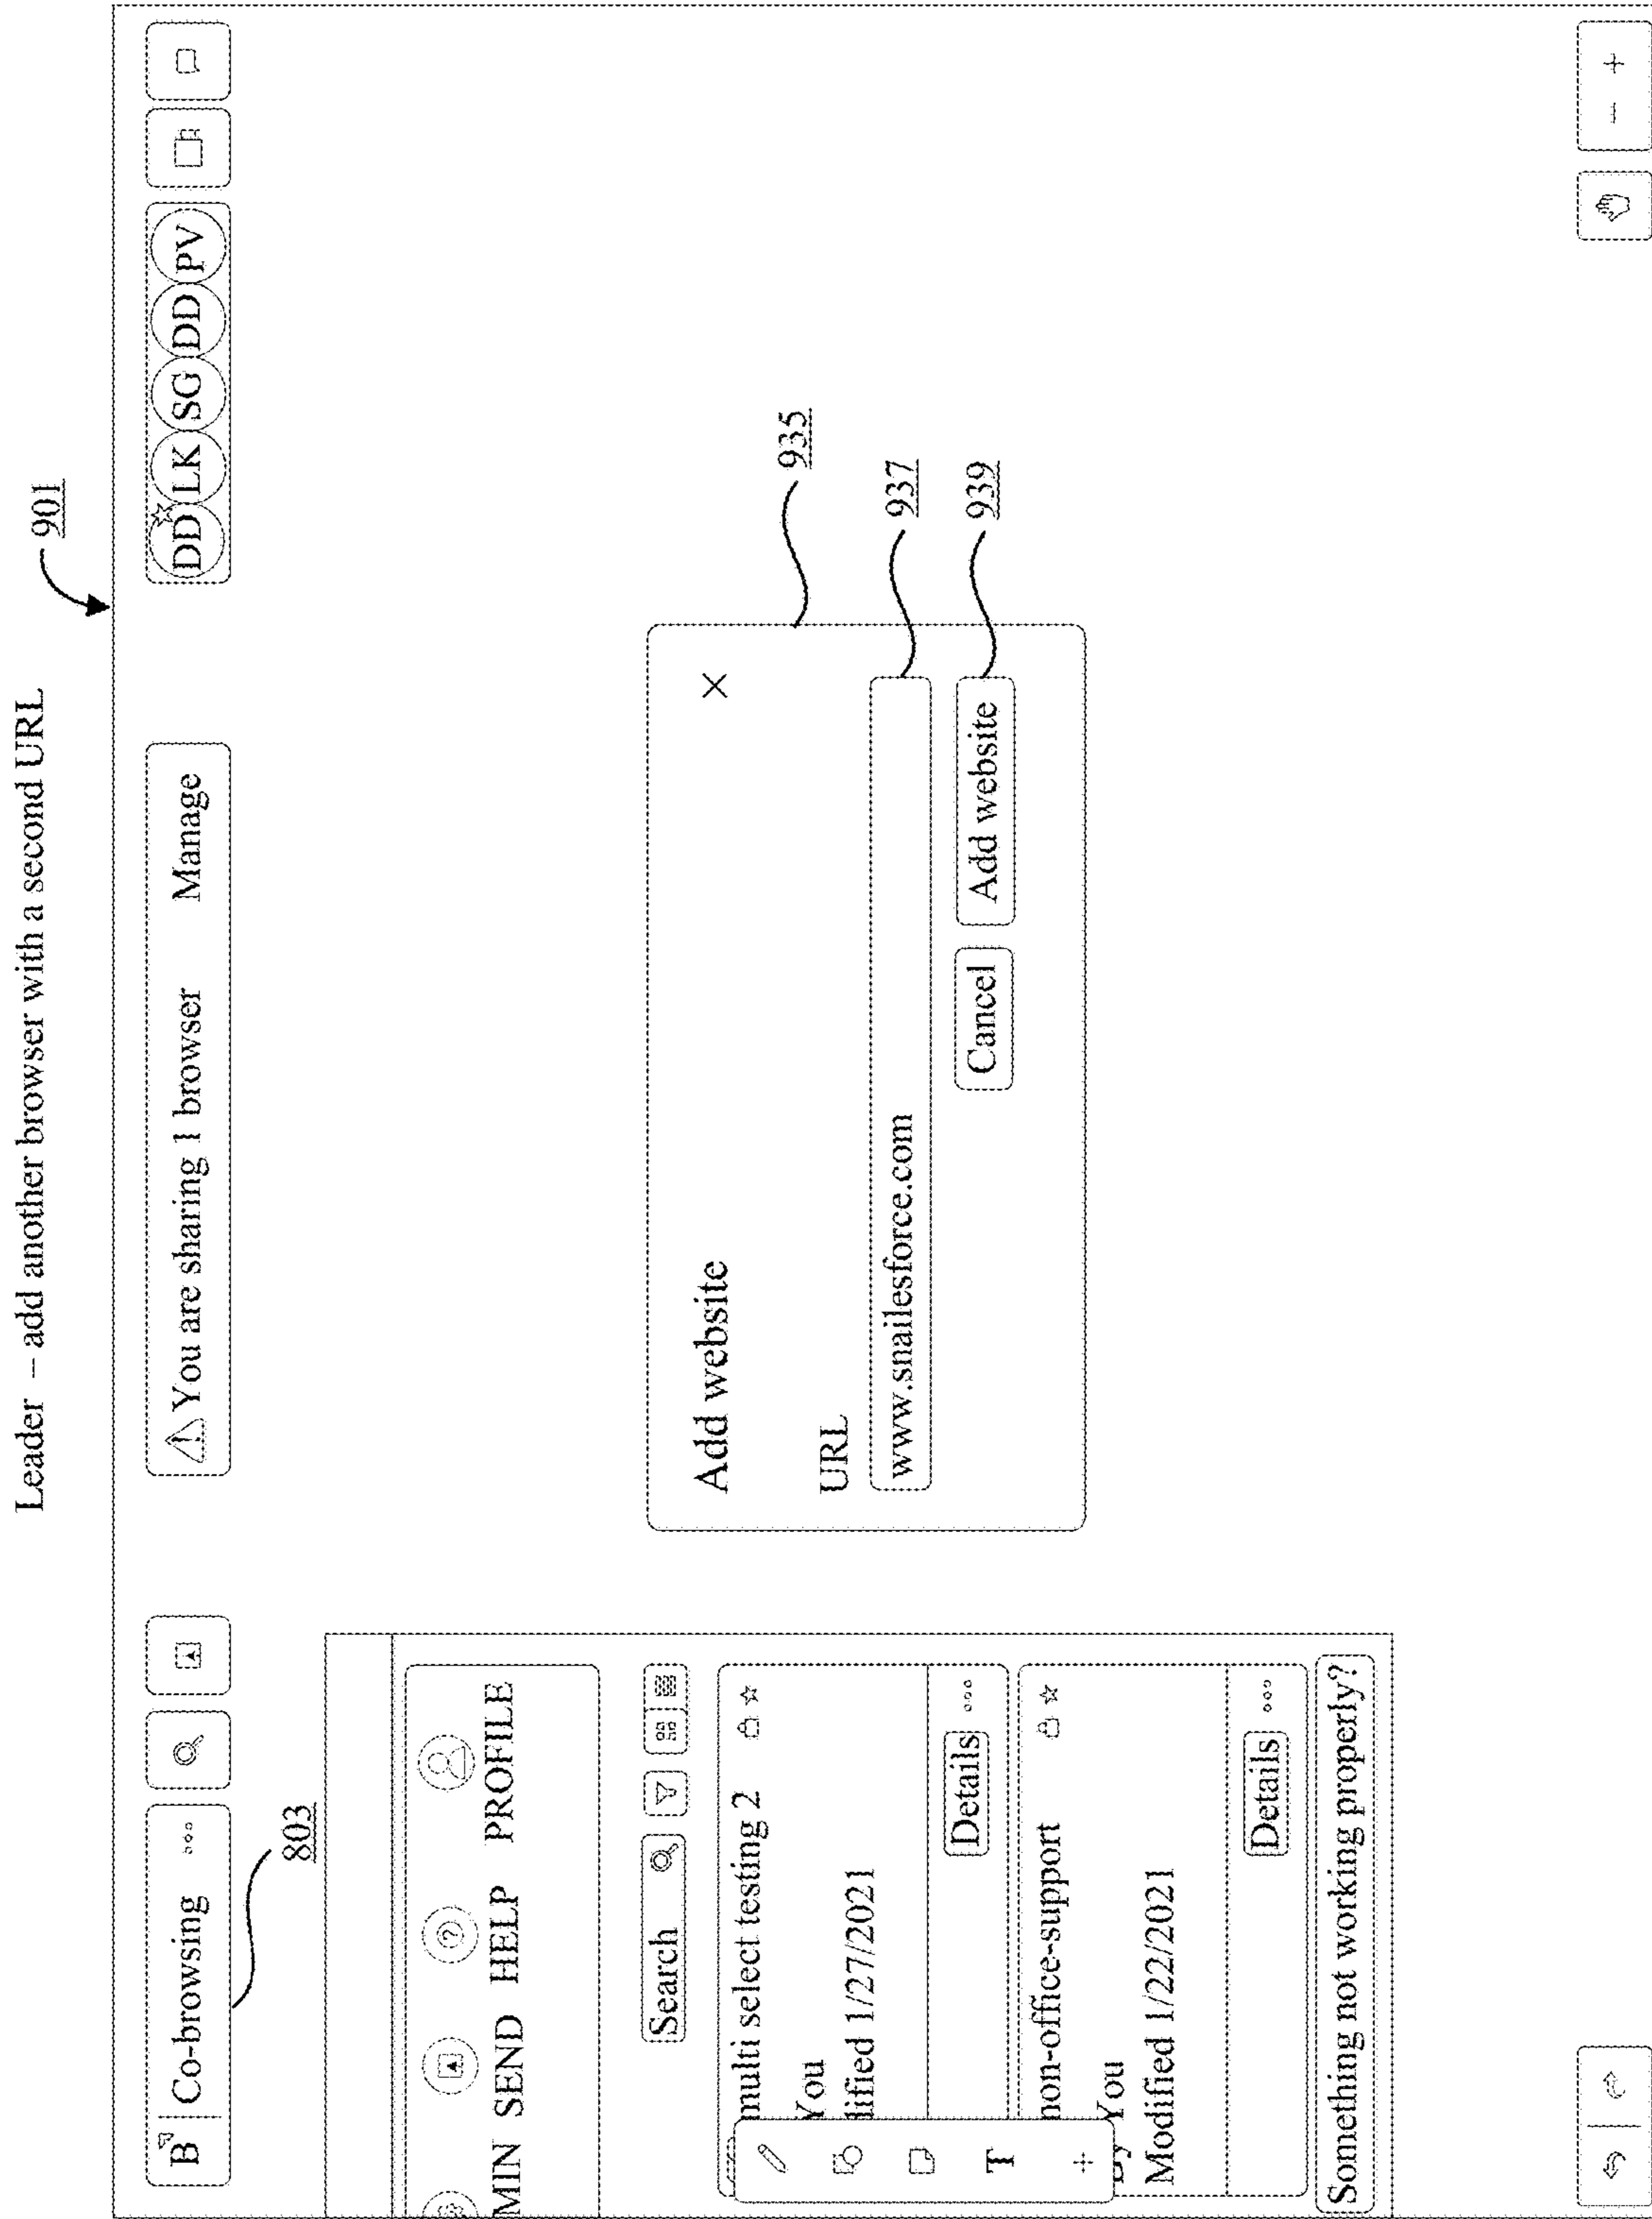 Leader – add another browser with a second URL
901
B Co-browsing
You are sharing 1 browser Manage
DD LK SG DD PV
803
MIN SEND HELP PROFILE
Search
multi select testing 2
You
lified 1/27/2021
Details
non-office-support
By You
Modified 1/22/2021
Details
Something not working properly?
T
Add website
URL
www.snailesforce.com
Cancel Add website
935
937
939